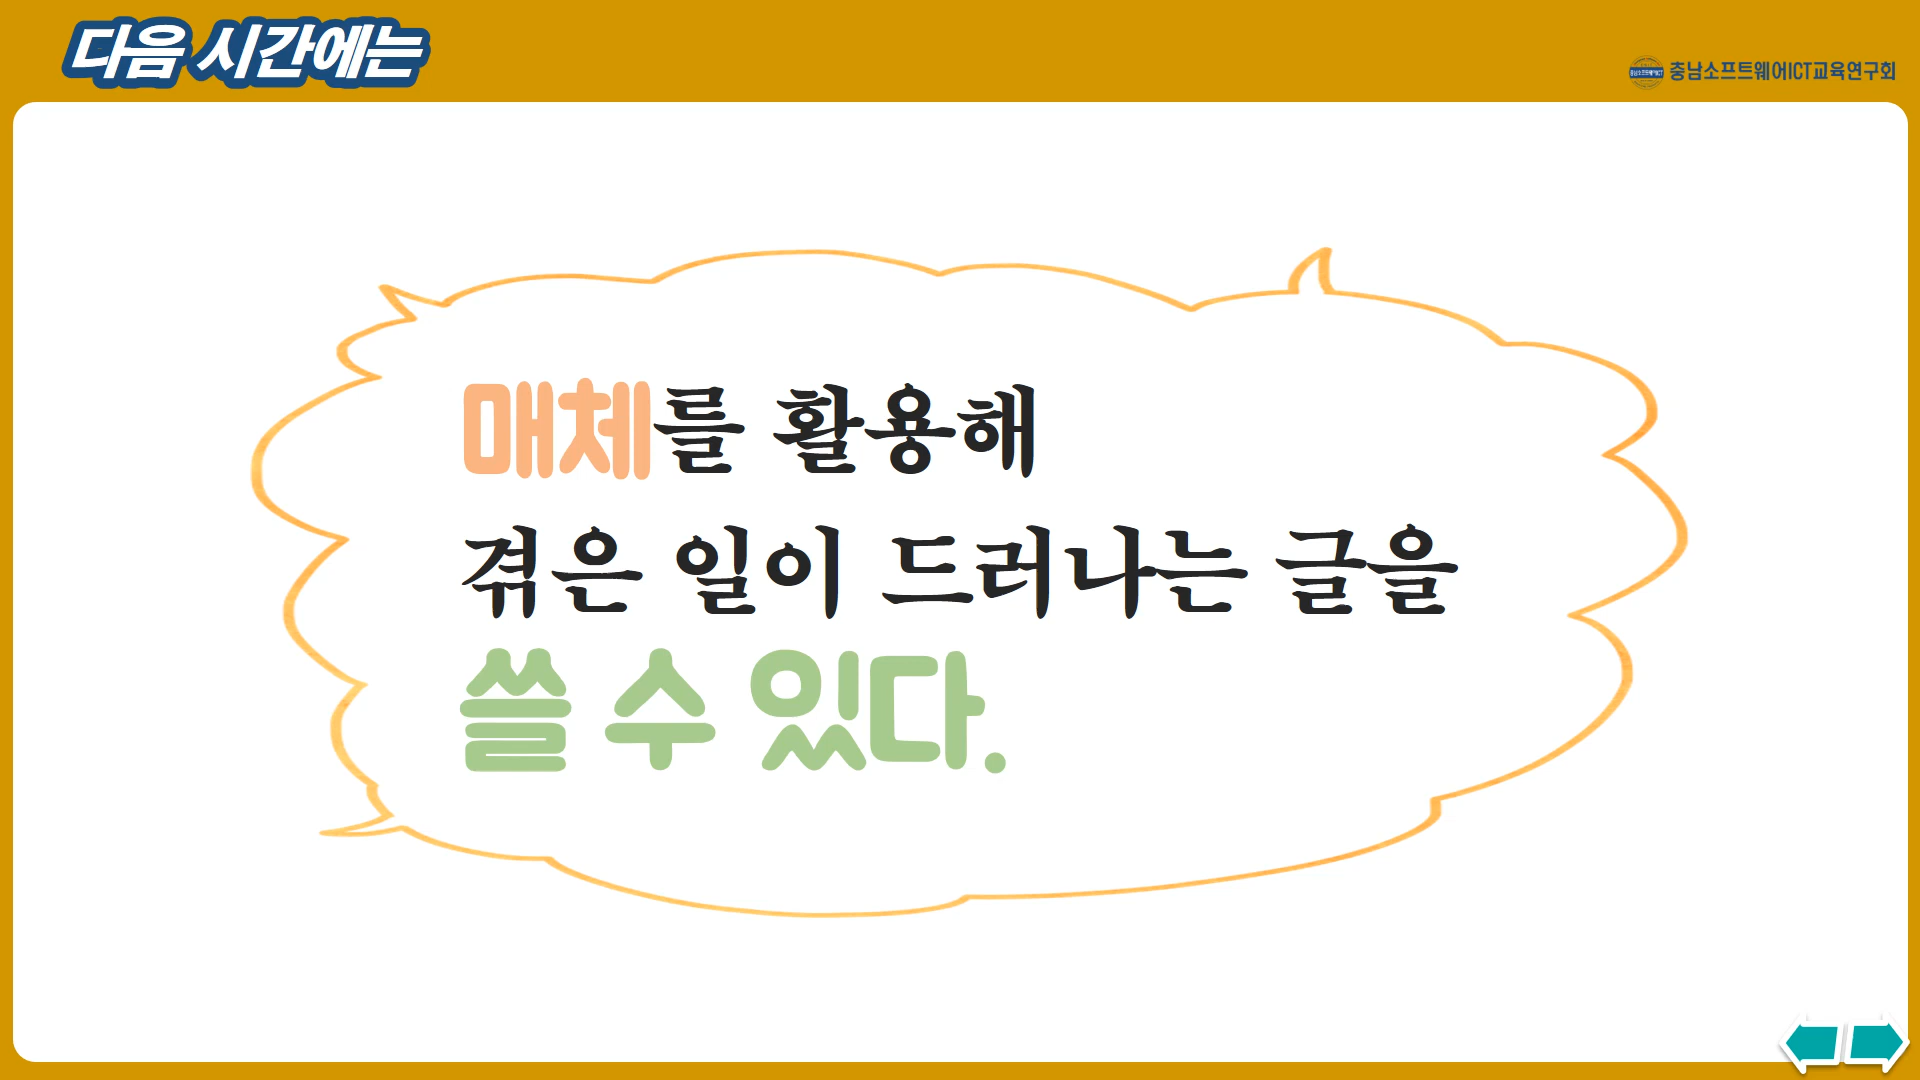 다음 시간에는
충남소프트웨어ICT교육연구회
매체를 활용해
겪은 일이 드러나는 글을
쓸 수 있다.